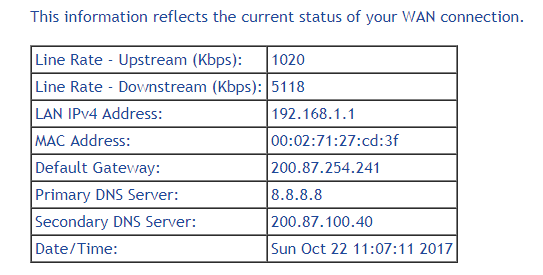 This information reflects the current status of your WAN connection.
Line Rate - Upstream (Kbps): 1020
Line Rate - Downstream (Kbps): 5118
LAN IPv4 Address: 192.168.1.1
MAC Address: 00:02:71:27:cd:3f
Default Gateway: 200.87.254.241
Primary DNS Server: 8.8.8.8
Secondary DNS Server: 200.87.100.40
Date/Time: Sun Oct 22 11:07:11 2017